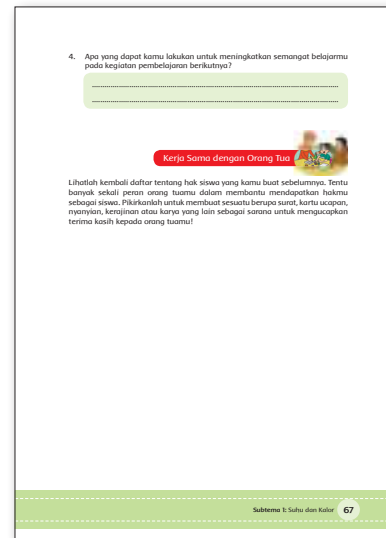 4. Apa yang dapat kamu lakukan untuk meningkatkan semangat belajarmu
pada kegiatan pembelajaran berikutnya?
Kerja Sama dengan Orang Tua
Lihatlah kembali daftar tentang hak siswa yang kamu buat sebelumnya. Tentu
banyak sekali peran orang tuamu dalam membantu mendapatkan hakmu
sebagai siswa. Pikirkanlah untuk membuat sesuatu berupa surat, kartu ucapan,
nyanyian, kerajinan atau karya yang lain sebagai sarana untuk mengucapkan
terima kasih kepada orang tuamu!
Subtema 1: Suhu dan Kalor 67